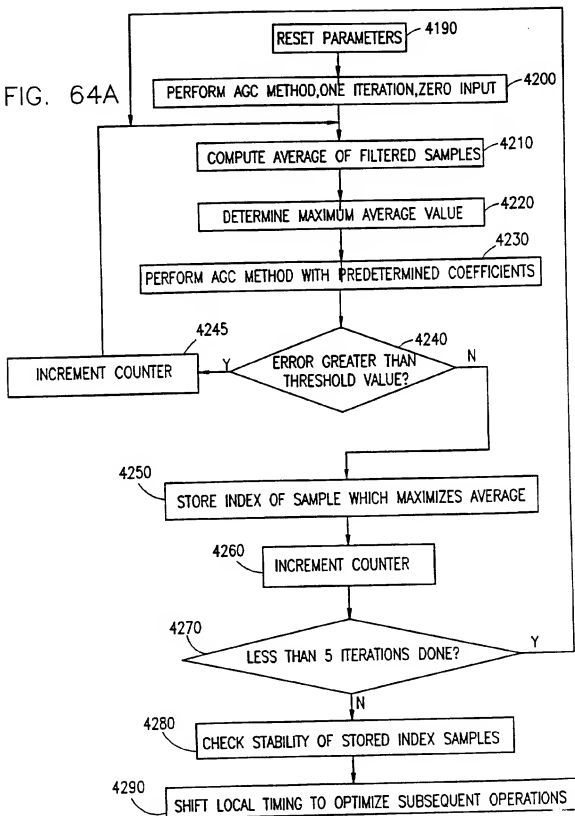 RESET PARAMETERS
4190
FIG. 64A
PERFORM AGC METHOD,ONE ITERATION,ZERO INPUT
4200
COMPUTE AVERAGE OF FILTERED SAMPLES
4210
DETERMINE MAXIMUM AVERAGE VALUE
4220
4230
PERFORM AGC METHOD WITH PREDETERMINED COEFFICIENTS
4245
INCREMENT COUNTER
Y
4240
ERROR GREATER THAN
THRESHOLD VALUE?
N
4250
STORE INDEX OF SAMPLE WHICH MAXIMIZES AVERAGE
4260
INCREMENT COUNTER
4270
LESS THAN 5 ITERATIONS DONE?
Y
N
4280
CHECK STABILITY OF STORED INDEX SAMPLES
4290
SHIFT LOCAL TIMING TO OPTIMIZE SUBSEQUENT OPERATIONS